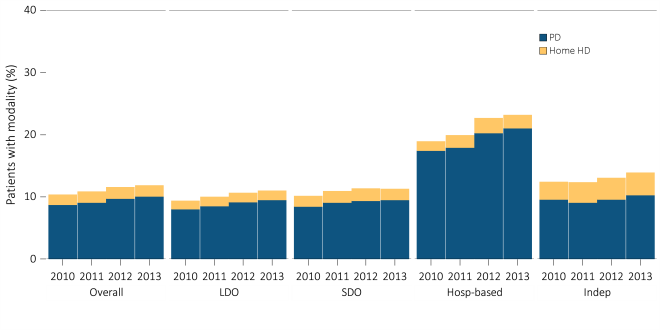 40
PD
Home HD
30
Patients with modality (%)
20
10
0
2010 2011 2012 2013 2010 2011 2012 2013 2010 2011 2012 2013 2010 2011 2012 2013 2010 2011 2012 2013
Overall LDO SDO Hosp-based Indep